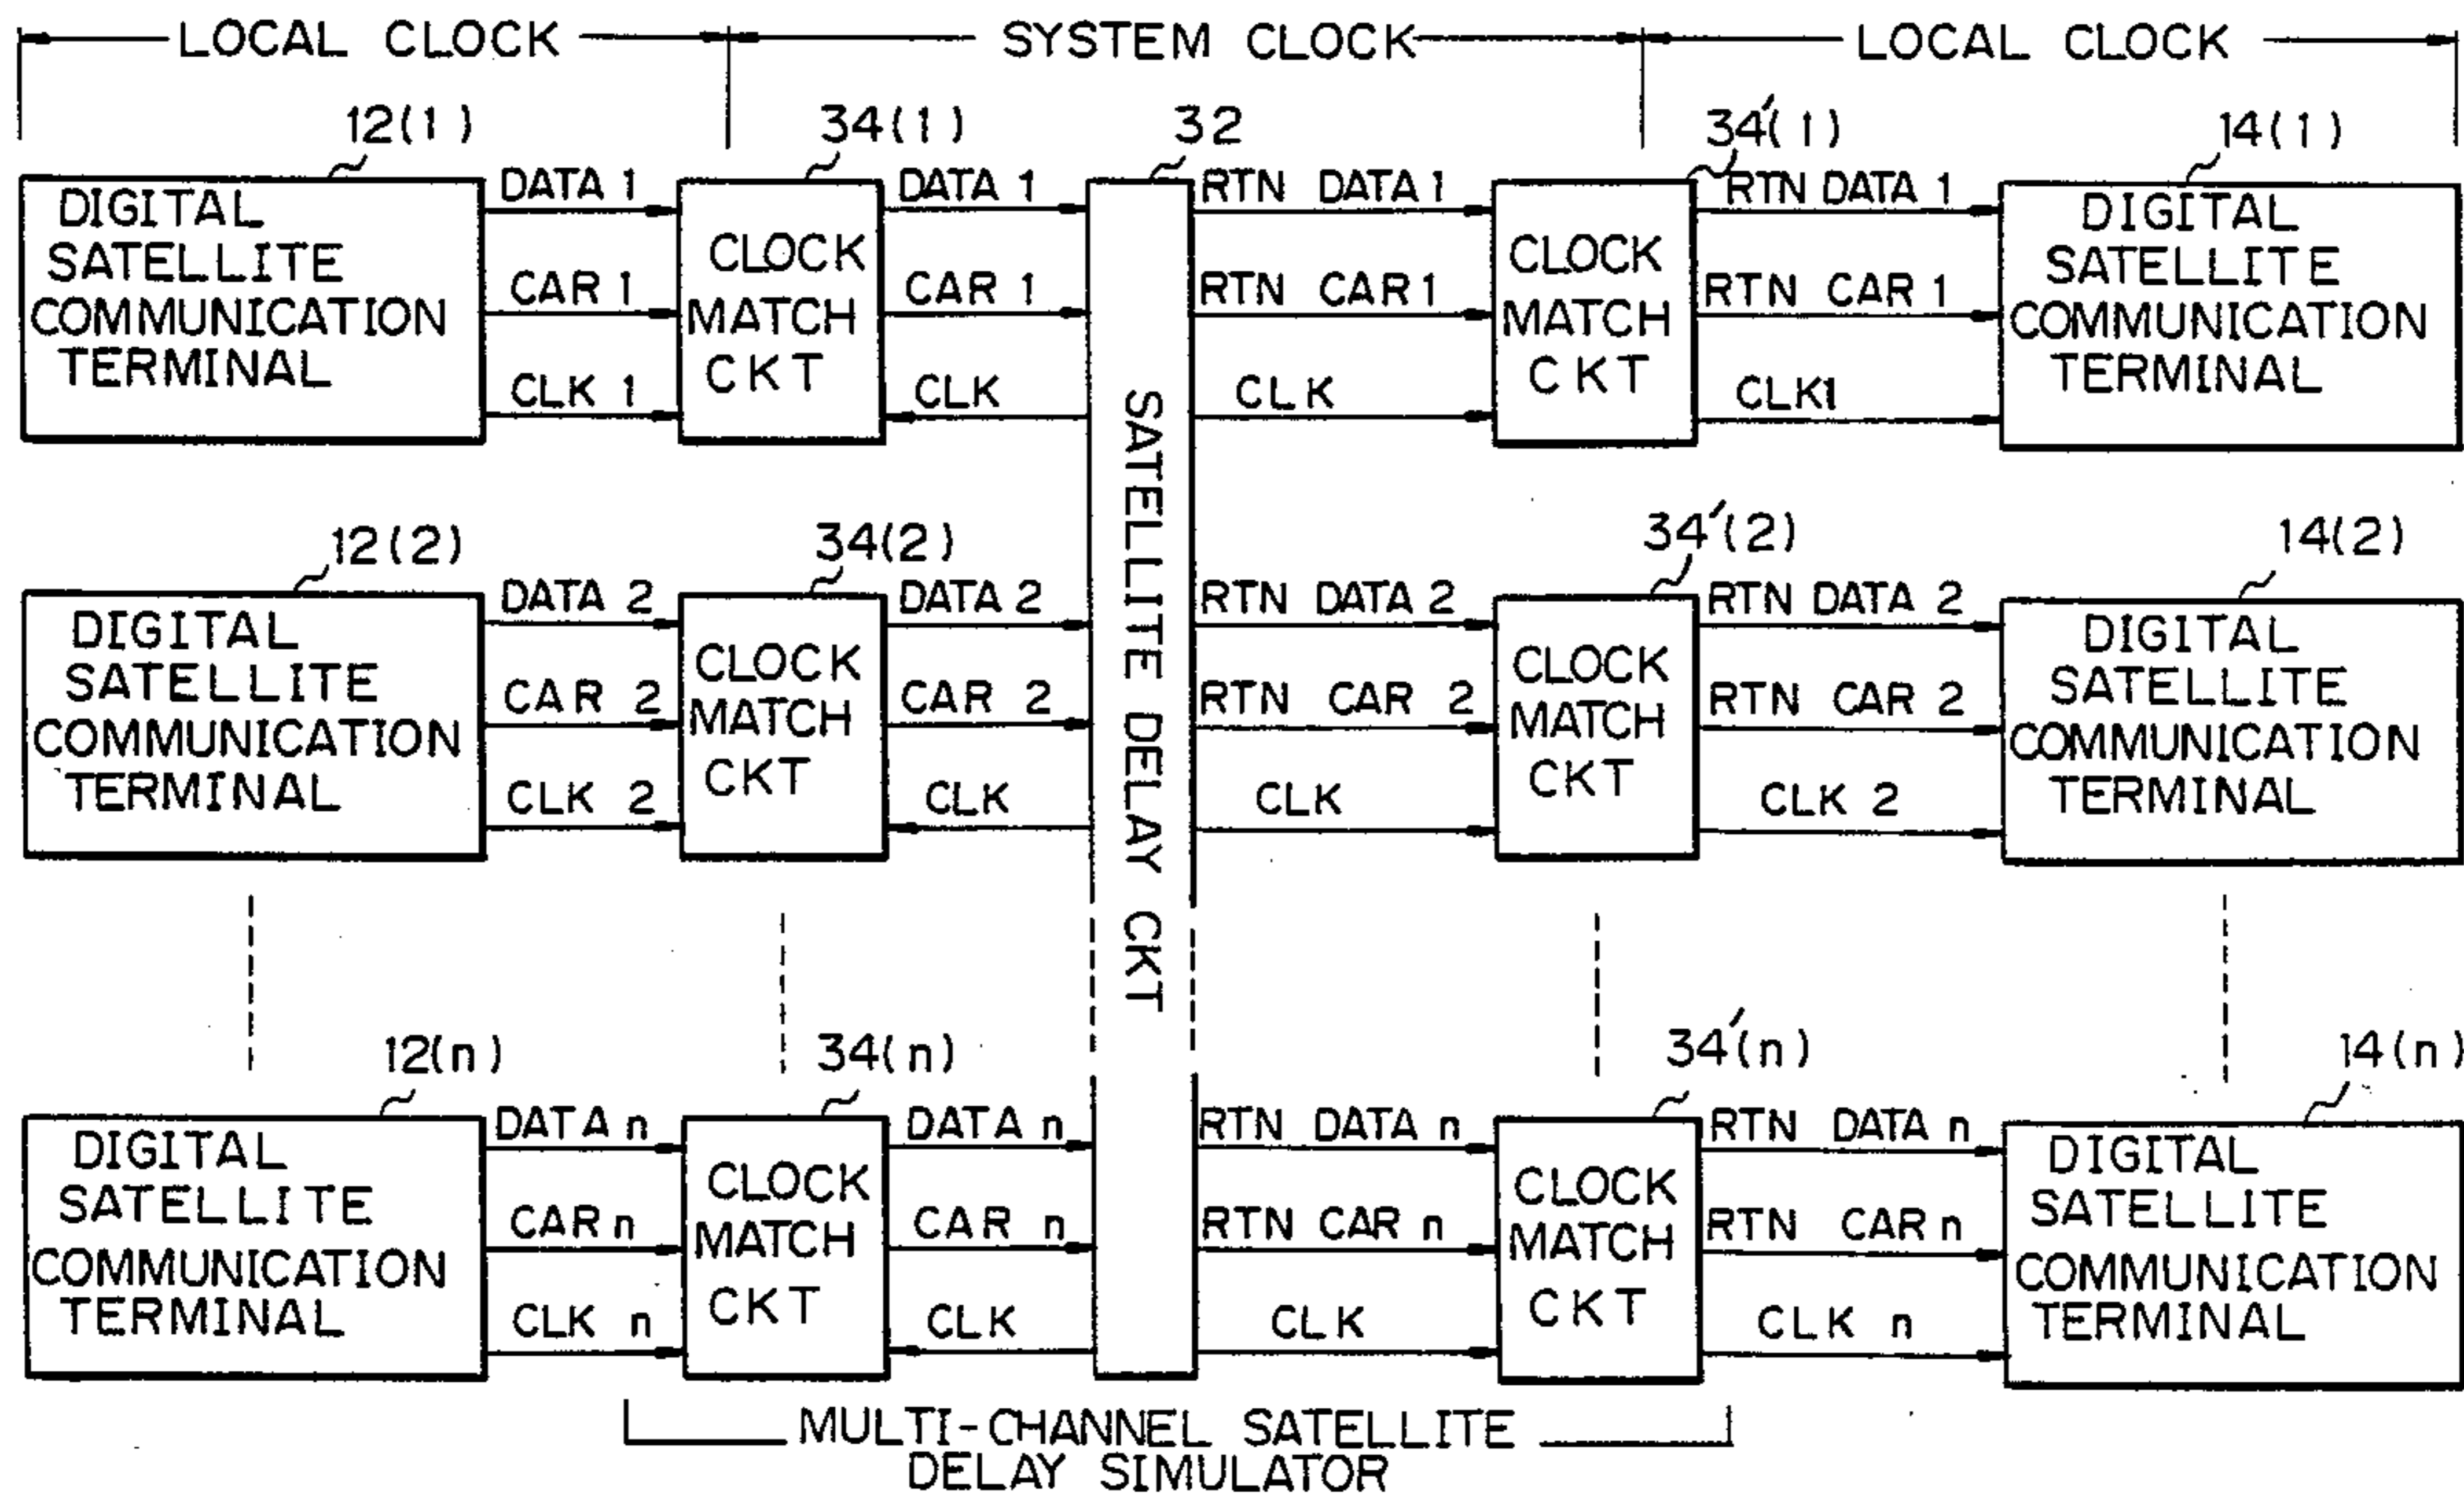 LOCAL CLOCK SYSTEM CLOCK LOCAL CLOCK
12(1) 34(1) 32 34'(1) 14(1)
DIGITAL
SATELLITE
COMMUNICATION
TERMINAL
DATA 1
CAR 1
CLK 1
CLOCK
MATCH
CKT
DATA 1
CAR 1
CLK
SATELLITE DELAY CKT
RTN DATA 1
RTN CAR 1
CLK
CLOCK
MATCH
CKT
RTN DATA 1
RTN CAR 1
CLK1
DIGITAL
SATELLITE
COMMUNICATION
TERMINAL
12(2) 34(2) 34'(2) 14(2)
DIGITAL
SATELLITE
COMMUNICATION
TERMINAL
DATA 2
CAR 2
CLK 2
CLOCK
MATCH
CKT
DATA 2
CAR 2
CLK
RTN DATA 2
RTN CAR 2
CLK
CLOCK
MATCH
CKT
RTN DATA 2
RTN CAR 2
CLK 2
DIGITAL
SATELLITE
COMMUNICATION
TERMINAL
12(n) 34(n) 34'(n) 14(n)
DIGITAL
SATELLITE
COMMUNICATION
TERMINAL
DATA n
CAR n
CLK n
CLOCK
MATCH
CKT
DATA n
CAR n
CLK
RTN DATA n
RTN CAR n
CLK
CLOCK
MATCH
CKT
RTN DATA n
RTN CAR n
CLK n
DIGITAL
SATELLITE
COMMUNICATION
TERMINAL
MULTI-CHANNEL SATELLITE
DELAY SIMULATOR